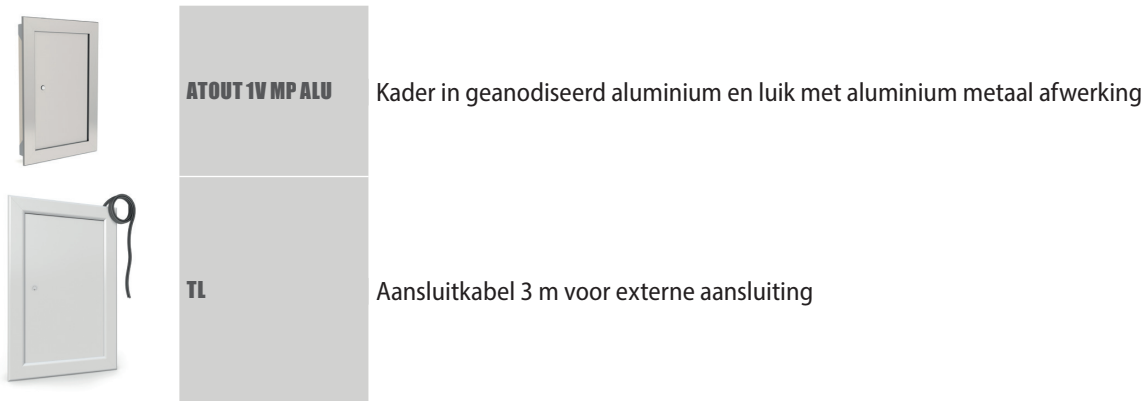 ATOUT 1V MP ALU
Kader in geanodiseerd aluminium en luik met aluminium metaal afwerking
TL
Aansluitkabel 3 m voor externe aansluiting